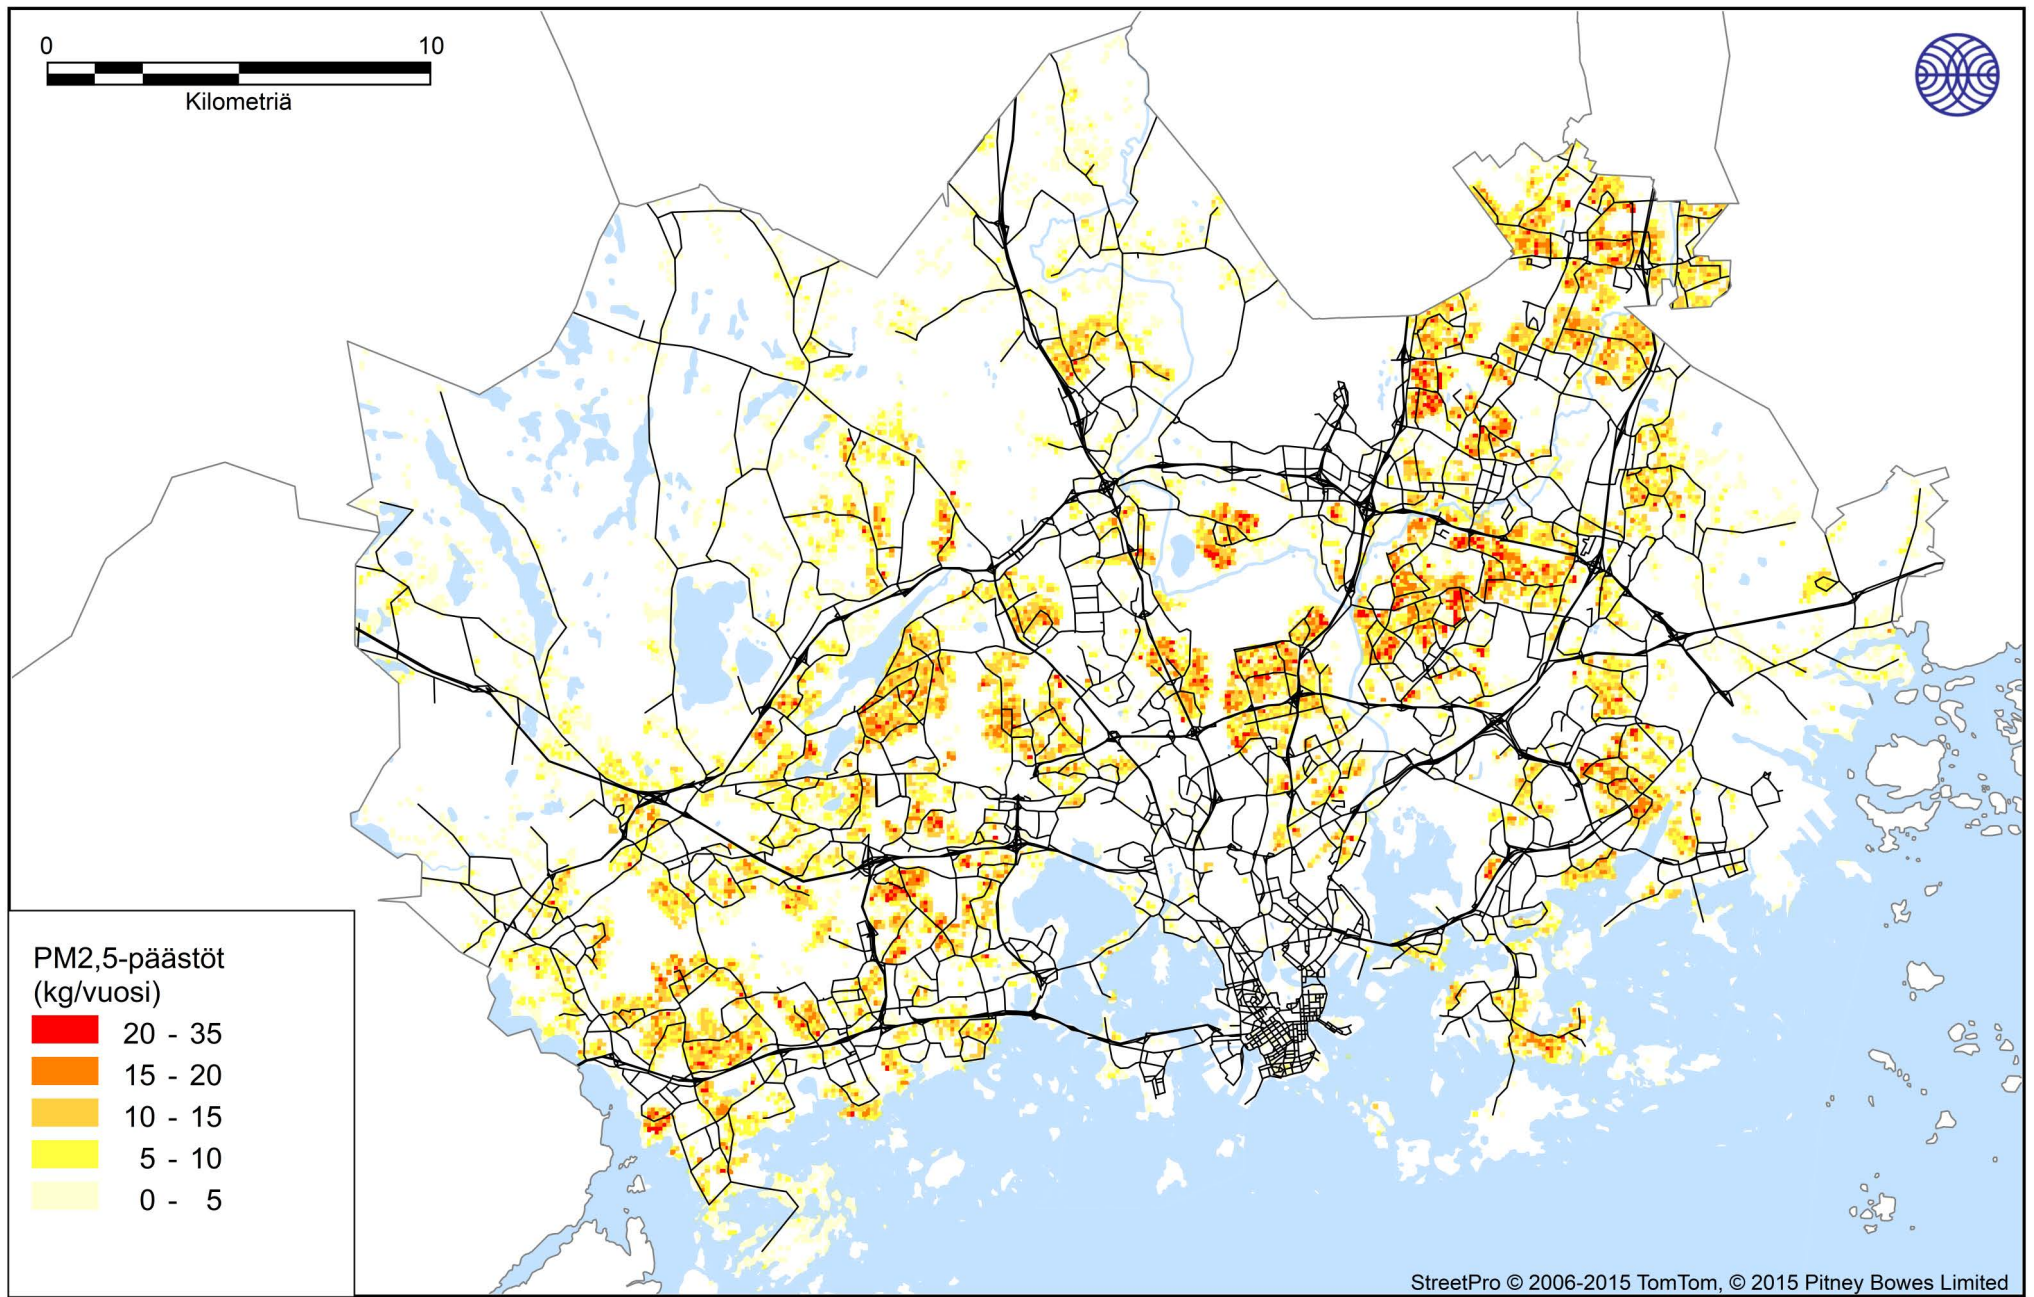 0 10
Kilometriä
PM2,5-päästöt
(kg/vuosi)
20 - 35
15 - 20
10 - 15
5 - 10
0 - 5
StreetPro © 2006-2015 TomTom, © 2015 Pitney Bowes Limited